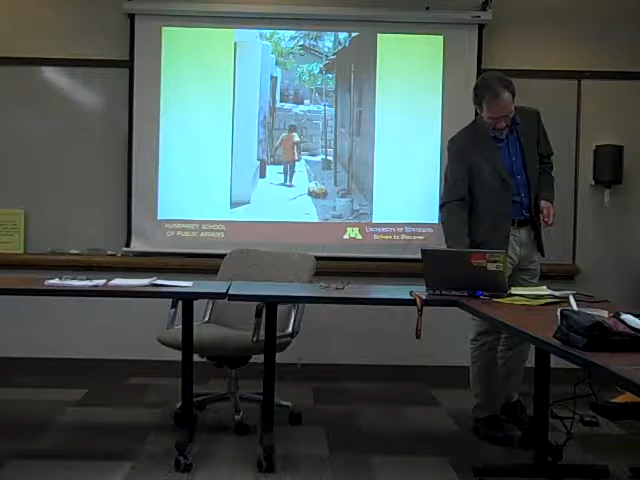 HUMPHREY SCHOOL
OF PUBLIC AFFAIRS
M
UNIVERSITY OF MINNESOTA
Driven to Discover